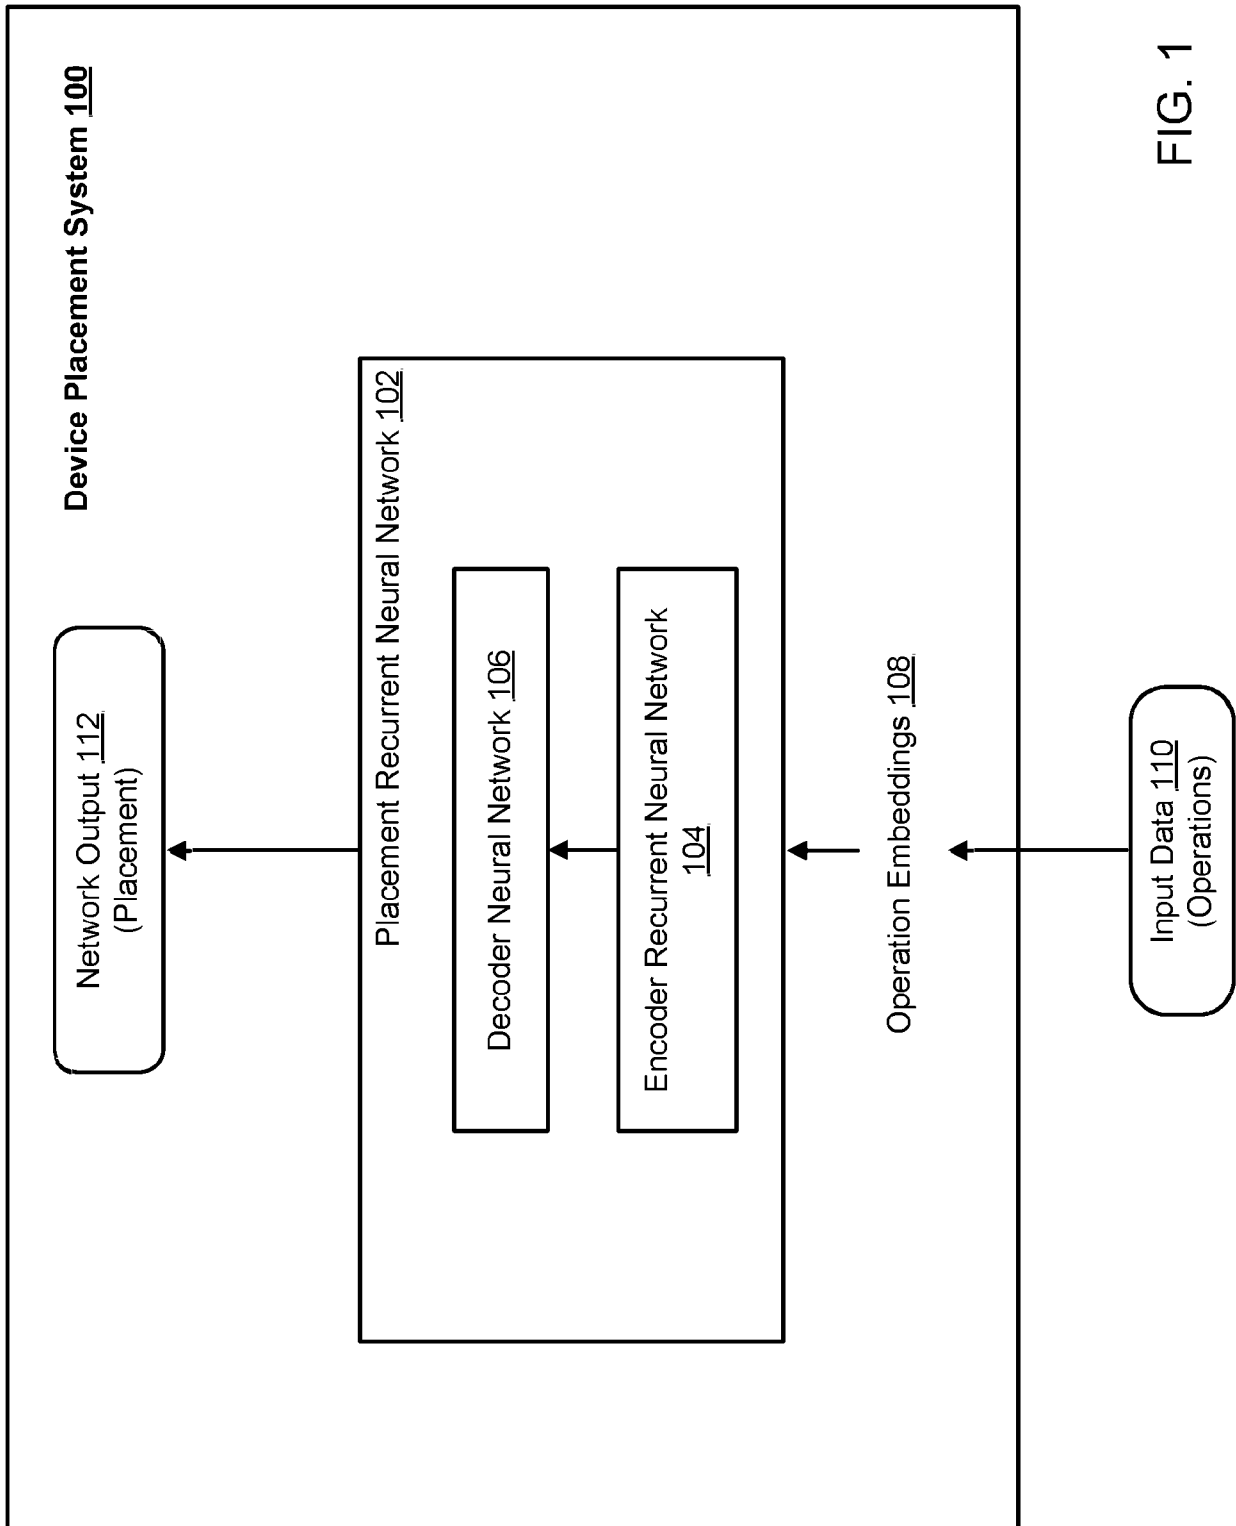 Device Placement System 100
Network Output 112
(Placement)
Placement Recurrent Neural Network 102
Decoder Neural Network 106
Encoder Recurrent Neural Network
104
Operation Embeddings 108
Input Data 110
(Operations)
FIG. 1